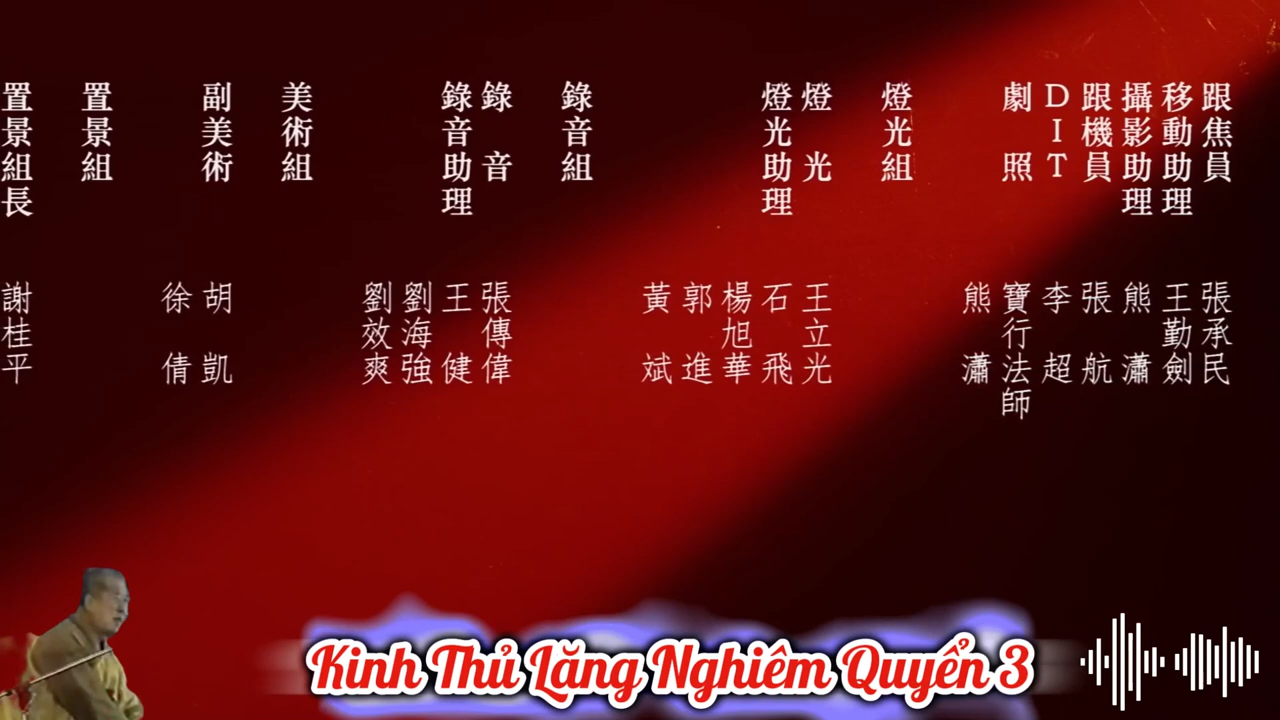 跟焦員 張承民
移動助理 王勤劍
攝影助理 熊瀟
跟機員 張航
DIT 李超
劇照 寶行法師
熊瀟
燈光組
燈光 王立光
燈光助理 石飛
楊旭華
郭進
黃斌
錄音組
錄音 張傳偉
錄音助理 王健
劉海強
劉效爽
美術組
副美術 胡凱
徐倩
置景組
置景組長 謝桂平
Kinh Thủ Lăng Nghiêm Quyển 3